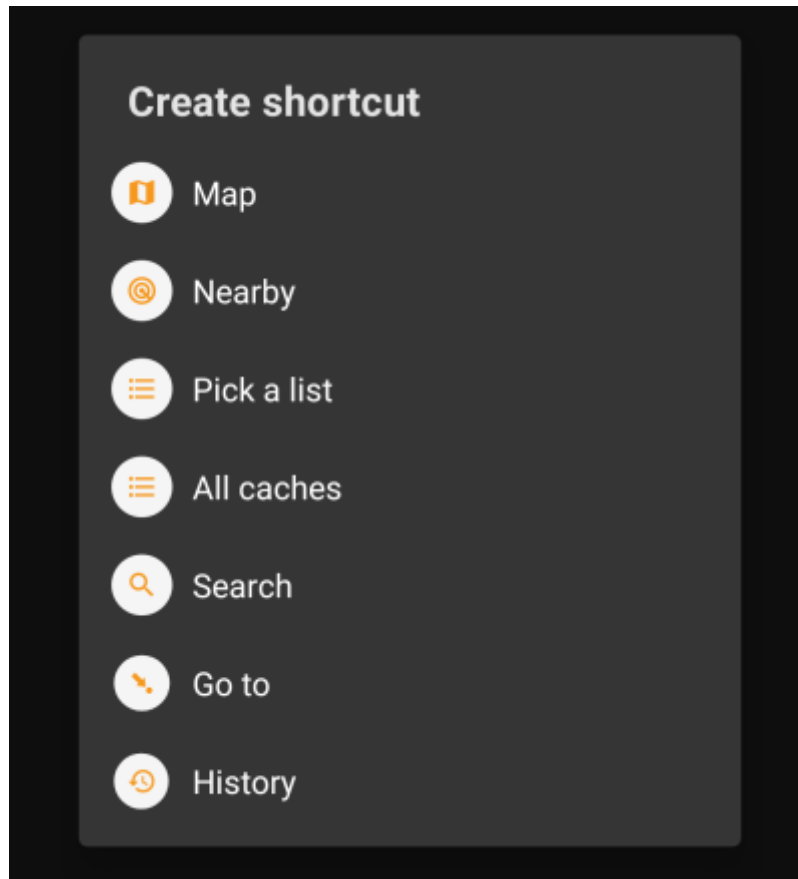 Create shortcut
Map
Nearby
Pick a list
All caches
Search
Go to
History